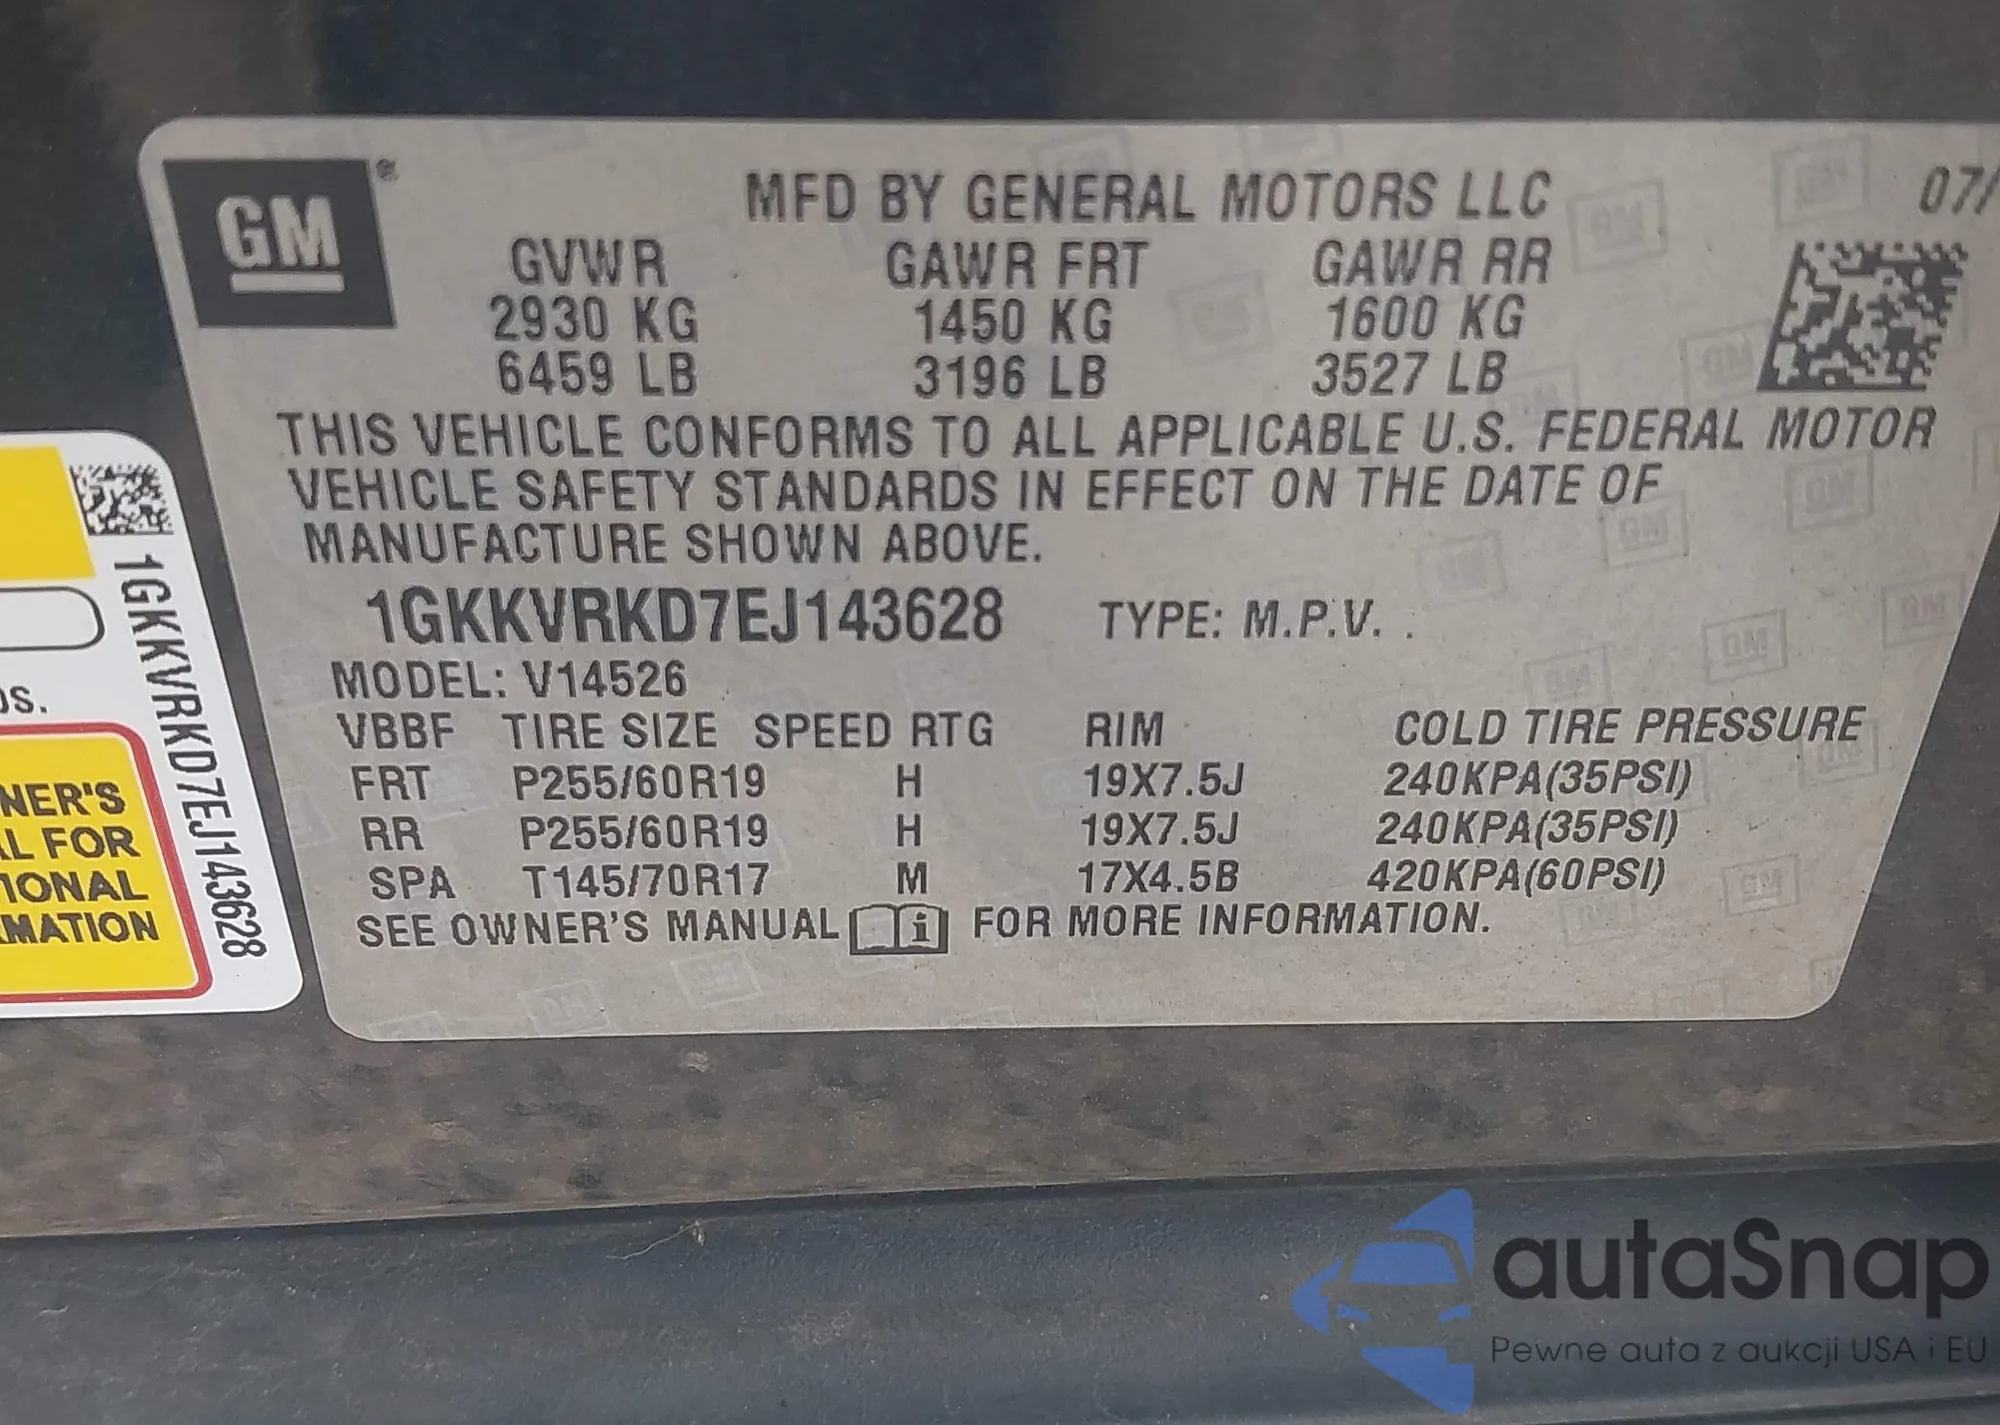 GM ®
MFD BY GENERAL MOTORS LLC
07/
GVWR GAWR FRT GAWR RR
2930 KG 1450 KG 1600 KG
6459 LB 3196 LB 3527 LB
THIS VEHICLE CONFORMS TO ALL APPLICABLE U.S. FEDERAL MOTOR
VEHICLE SAFETY STANDARDS IN EFFECT ON THE DATE OF
MANUFACTURE SHOWN ABOVE.
1GKKVRKD7EJ143628 TYPE: M.P.V. .
MODEL: V14526
VBBF TIRE SIZE SPEED RTG RIM COLD TIRE PRESSURE
FRT P255/60R19 H 19X7.5J 240KPA(35PSI)
RR P255/60R19 H 19X7.5J 240KPA(35PSI)
SPA T145/70R17 M 17X4.5B 420KPA(60PSI)
SEE OWNER'S MANUAL i FOR MORE INFORMATION.
1GKKVRKD7EJ143628
OS.
NER'S
AL FOR
TIONAL
RMATION
autaSnap
Pewne auta z aukcji USA i EU